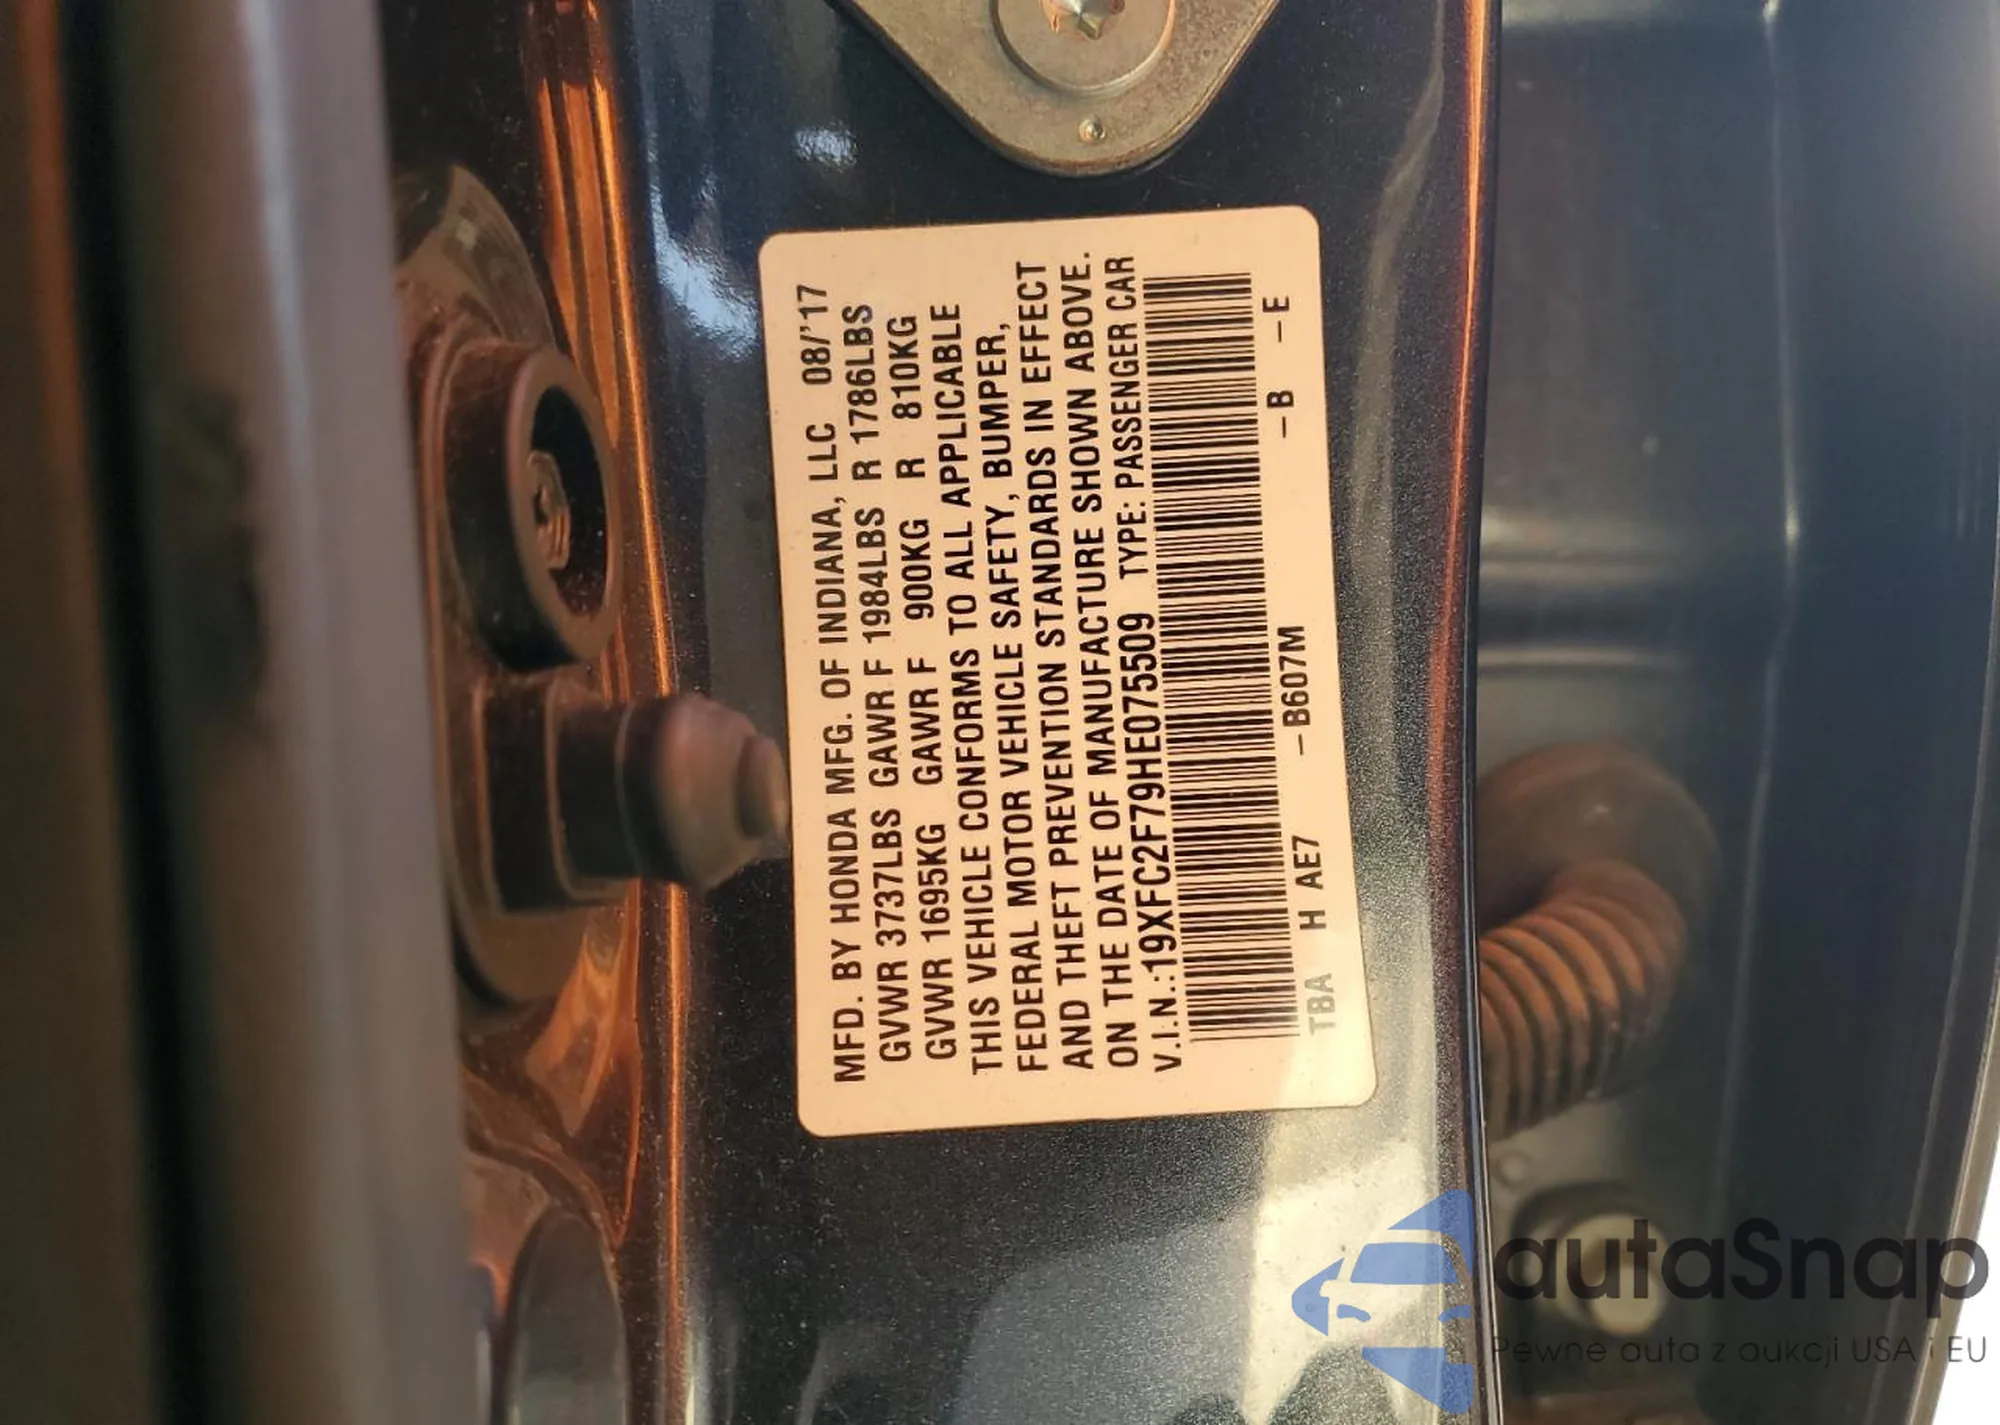 MFD. BY HONDA MFG. OF INDIANA, LLC 08/'17
GVWR 3737LBS GAWR F 1984LBS R 1786LBS
GVWR 1695KG GAWR F 900KG R 810KG
THIS VEHICLE CONFORMS TO ALL APPLICABLE
FEDERAL MOTOR VEHICLE SAFETY, BUMPER,
AND THEFT PREVENTION STANDARDS IN EFFECT
ON THE DATE OF MANUFACTURE SHOWN ABOVE.
V.I.N.:19XFC2F79HE075509 TYPE: PASSENGER CAR
TBA H AE7 –B607M –B –E
autaSnap
Pewne auta z aukcji USA i EU